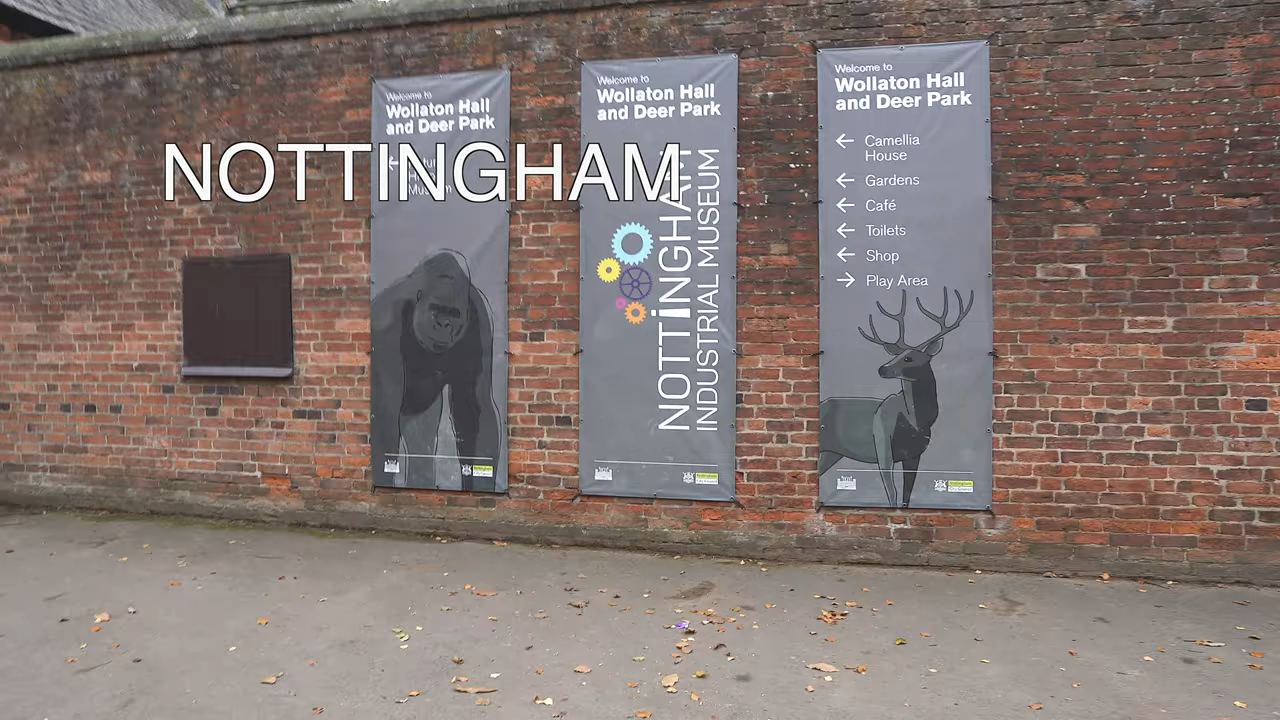 NOTTINGHAM
Welcome to
Wollaton Hall
and Deer Park
Welcome to
Wollaton Hall
and Deer Park
NOTTiNGHAM
INDUSTRIAL MUSEUM
Welcome to
Wollaton Hall
and Deer Park
← Camellia
House
← Gardens
← Café
← Toilets
← Shop
→ Play Area